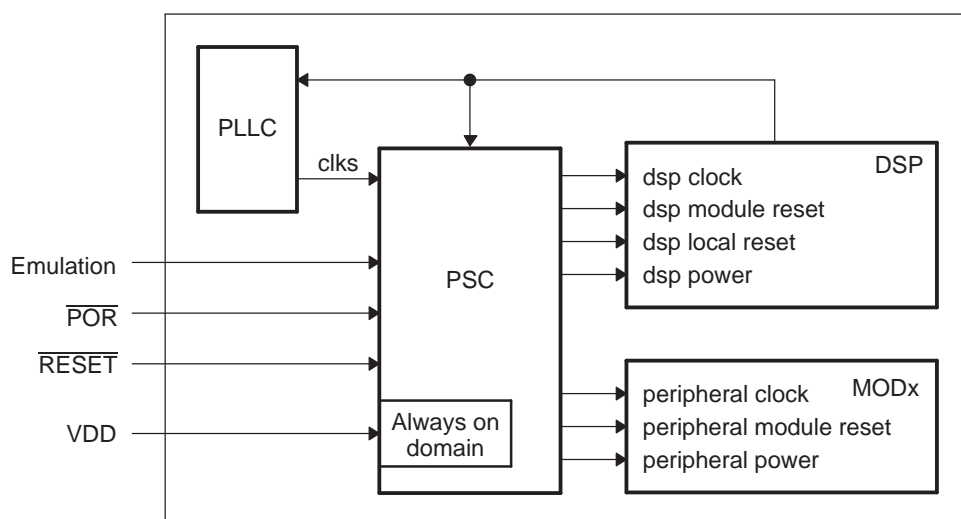 PLLC
clks
DSP
dsp clock
dsp module reset
dsp local reset
dsp power
Emulation
PSC
POR
RESET
VDD
Always on
domain
MODx
peripheral clock
peripheral module reset
peripheral power